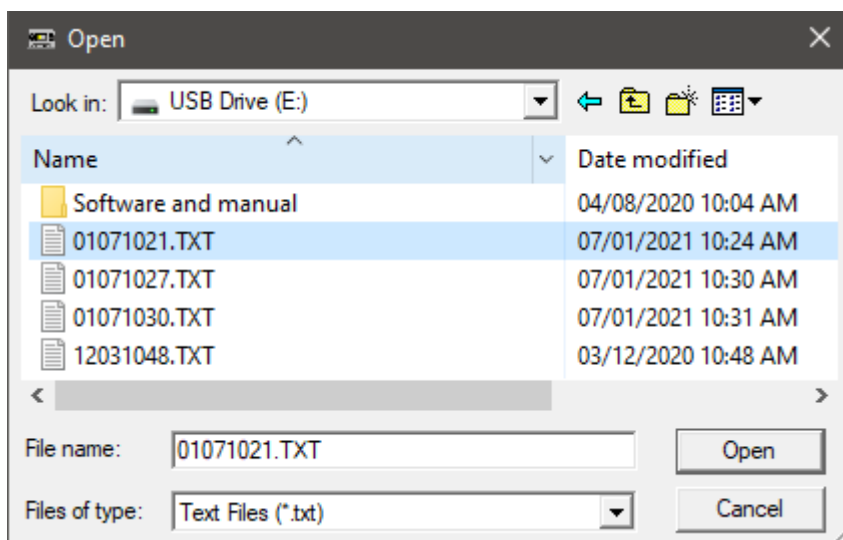 Open
Look in: USB Drive (E:)
Name Date modified
Software and manual 04/08/2020 10:04 AM
01071021.TXT 07/01/2021 10:24 AM
01071027.TXT 07/01/2021 10:30 AM
01071030.TXT 07/01/2021 10:31 AM
12031048.TXT 03/12/2020 10:48 AM
File name: 01071021.TXT Open
Files of type: Text Files (*.txt) Cancel